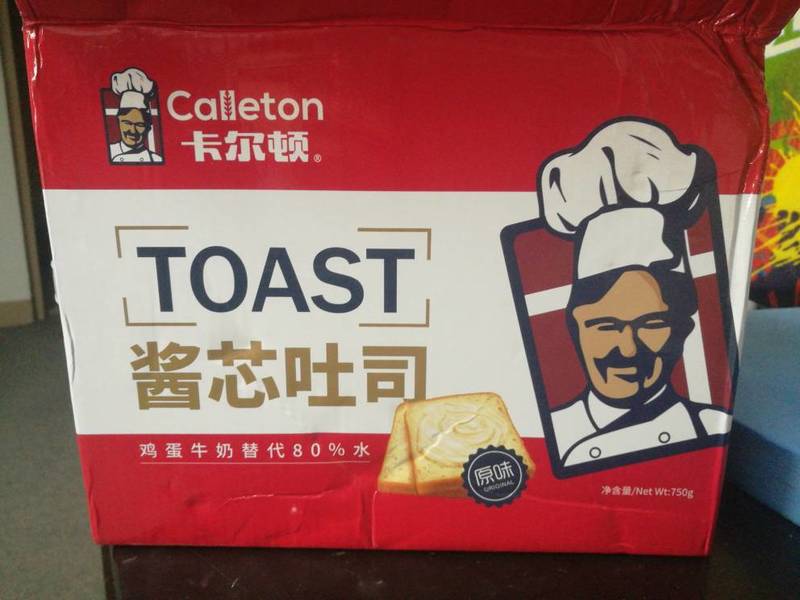 Calleton
卡尔顿®
TOAST
酱芯吐司
鸡蛋牛奶替代80%水
原味
ORIGINAL
净含量/Net Wt:750g